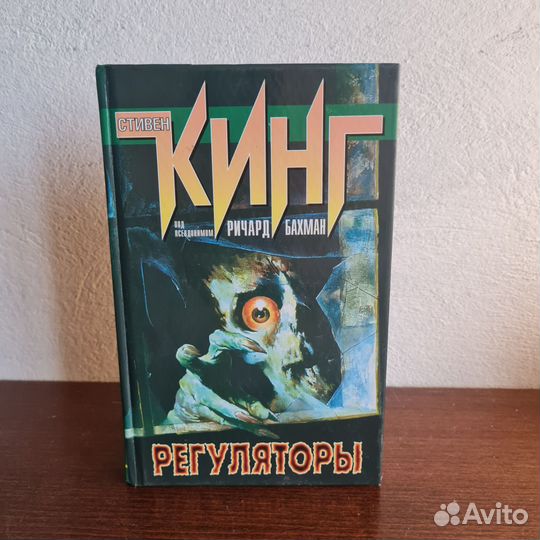 СТИВЕН
КИНГ
ПОД
ПСЕВДОНИМОМ
РИЧАРД БАХМАН
РЕГУЛЯТОРЫ
Avito